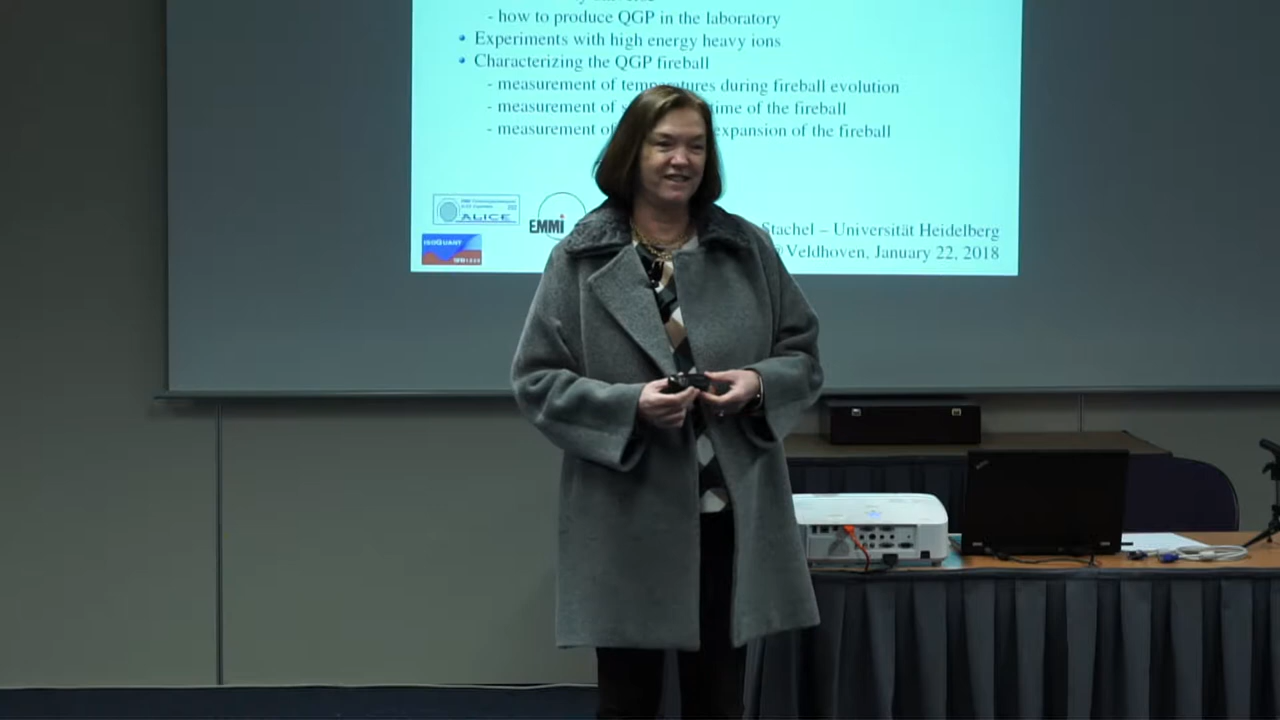 - how to produce QGP in the laboratory
Experiments with high energy heavy ions
Characterizing the QGP fireball
- measurement of temperatures during fireball evolution
- measurement of time of the fireball
- measurement of expansion of the fireball
ALICE
EMMi
ISOQUANT
Stachel – Universität Heidelberg
@Veldhoven, January 22, 2018